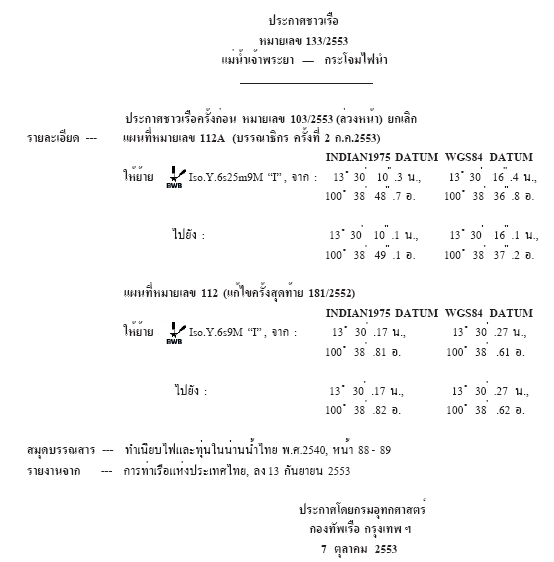 ประกาศชาวเรือ
หมายเลข 133/2553
แม่น้ำเจ้าพระยา — กระโจมไฟนำ
ประกาศชาวเรือครั้งก่อน หมายเลข 103/2553 (ล่วงหน้า) ยกเลิก
รายละเอียด --- แผนที่หมายเลข 112A (บรรณาธิกร ครั้งที่ 2 ก.ค.2553)
INDIAN1975 DATUM WGS84 DATUM
ให้ย้าย BWB Iso.Y.6s25m9M “I” , จาก : 13° 30' 10".3 น., 13° 30' 16".4 น.,
100° 38' 48".7 อ. 100° 38' 36".8 อ.
ไปยัง : 13° 30' 10".1 น., 13° 30' 16".1 น.,
100° 38' 49".1 อ. 100° 38' 37".2 อ.
แผนที่หมายเลข 112 (แก้ไขครั้งสุดท้าย 181/2552)
INDIAN1975 DATUM WGS84 DATUM
ให้ย้าย BWB Iso.Y.6s9M “I” , จาก : 13° 30'.17 น., 13° 30'.27 น.,
100° 38'.81 อ. 100° 38'.61 อ.
ไปยัง : 13° 30'.17 น., 13° 30'.27 น.,
100° 38'.82 อ. 100° 38'.62 อ.
สมุดบรรณสาร --- ทำเนียบไฟและทุ่นในน่านน้ำไทย พ.ศ.2540, หน้า 88 - 89
รายงานจาก --- การท่าเรือแห่งประเทศไทย, ลง 13 กันยายน 2553
ประกาศโดยกรมอุทกศาสตร์
กองทัพเรือ กรุงเทพ ฯ
7 ตุลาคม 2553